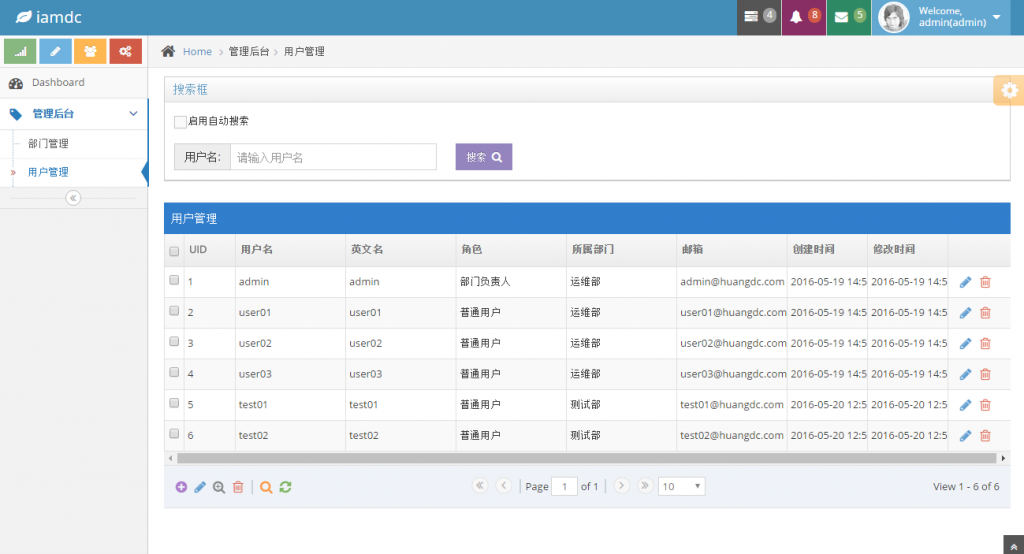 iamdc
4
8
5
Welcome,
admin(admin)
Home > 管理后台 > 用户管理
Dashboard
管理后台
部门管理
» 用户管理
搜索框
启用自动搜索
用户名: 请输入用户名 搜索
用户管理
UID 用户名 英文名 角色 所属部门 邮箱 创建时间 修改时间
1 admin admin 部门负责人 运维部 admin@huangdc.com 2016-05-19 14:5 2016-05-19 14:5
2 user01 user01 普通用户 运维部 user01@huangdc.com 2016-05-19 14:5 2016-05-19 14:5
3 user02 user02 普通用户 运维部 user02@huangdc.com 2016-05-19 14:5 2016-05-19 14:5
4 user03 user03 普通用户 运维部 user03@huangdc.com 2016-05-19 14:5 2016-05-19 14:5
5 test01 test01 普通用户 测试部 test01@huangdc.com 2016-05-20 12:5 2016-05-20 12:5
6 test02 test02 普通用户 测试部 test02@huangdc.com 2016-05-20 12:5 2016-05-20 12:5
Page 1 of 1 10 View 1 - 6 of 6